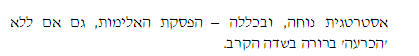 אסטרטגית נוחה, ובכללה – הפסקת האלימות, גם אם ללא
'הכרעה' ברורה בשדה הקרב.